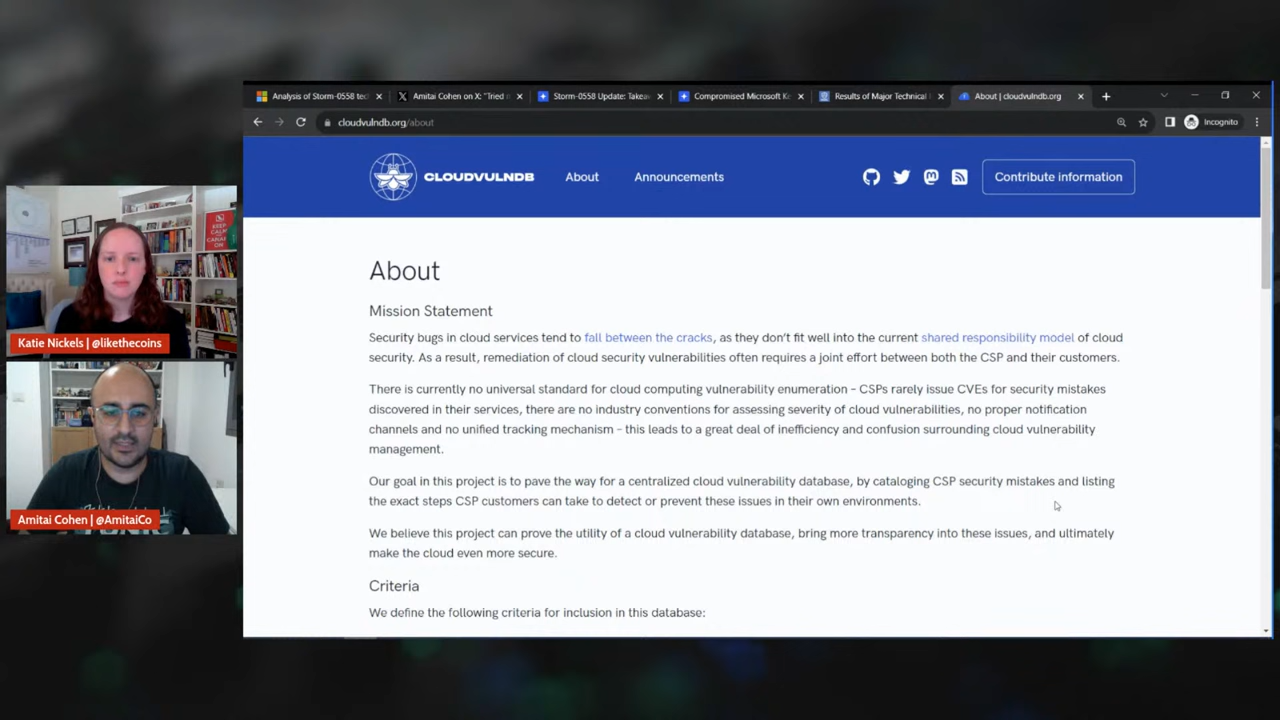 Analysis of Storm-0558 tec
Amitai Cohen on X: "Tried
Storm-0558 Update: Takea
Compromised Microsoft Ke
Results of Major Technical
About | cloudvulndb.org
cloudvulndb.org/about
Incognito
CLOUDVULNDB
About
Announcements
Contribute information
About
Mission Statement
Security bugs in cloud services tend to fall between the cracks, as they don't fit well into the current shared responsibility model of cloud
security. As a result, remediation of cloud security vulnerabilities often requires a joint effort between both the CSP and their customers.
There is currently no universal standard for cloud computing vulnerability enumeration – CSPs rarely issue CVEs for security mistakes
discovered in their services, there are no industry conventions for assessing severity of cloud vulnerabilities, no proper notification
channels and no unified tracking mechanism – this leads to a great deal of inefficiency and confusion surrounding cloud vulnerability
management.
Our goal in this project is to pave the way for a centralized cloud vulnerability database, by cataloging CSP security mistakes and listing
the exact steps CSP customers can take to detect or prevent these issues in their own environments.
We believe this project can prove the utility of a cloud vulnerability database, bring more transparency into these issues, and ultimately
make the cloud even more secure.
Criteria
We define the following criteria for inclusion in this database:
KEEP
CALM
Katie Nickels | @likethecoins
Amitai Cohen | @AmitaiCo